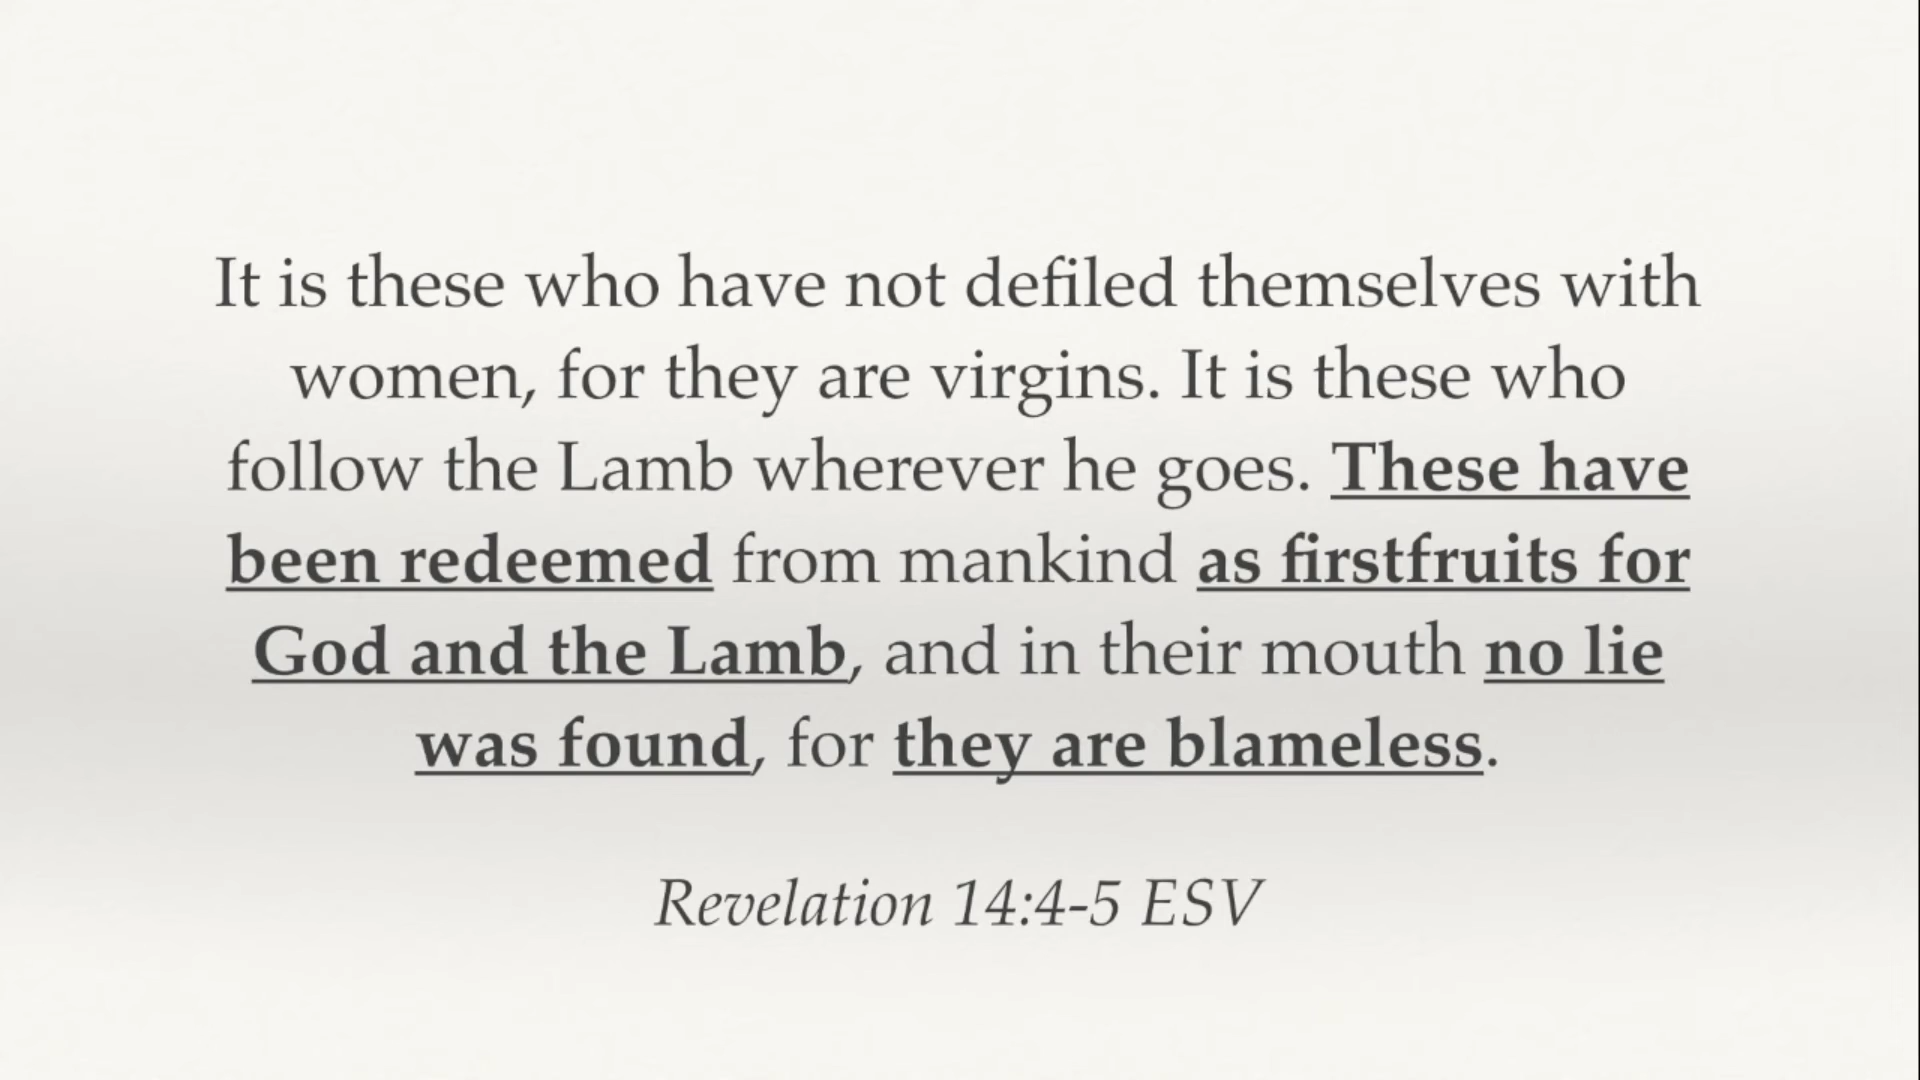 It is these who have not defiled themselves with
women, for they are virgins. It is these who
follow the Lamb wherever he goes. These have
been redeemed from mankind as firstfruits for
God and the Lamb, and in their mouth no lie
was found, for they are blameless.
Revelation 14:4-5 ESV